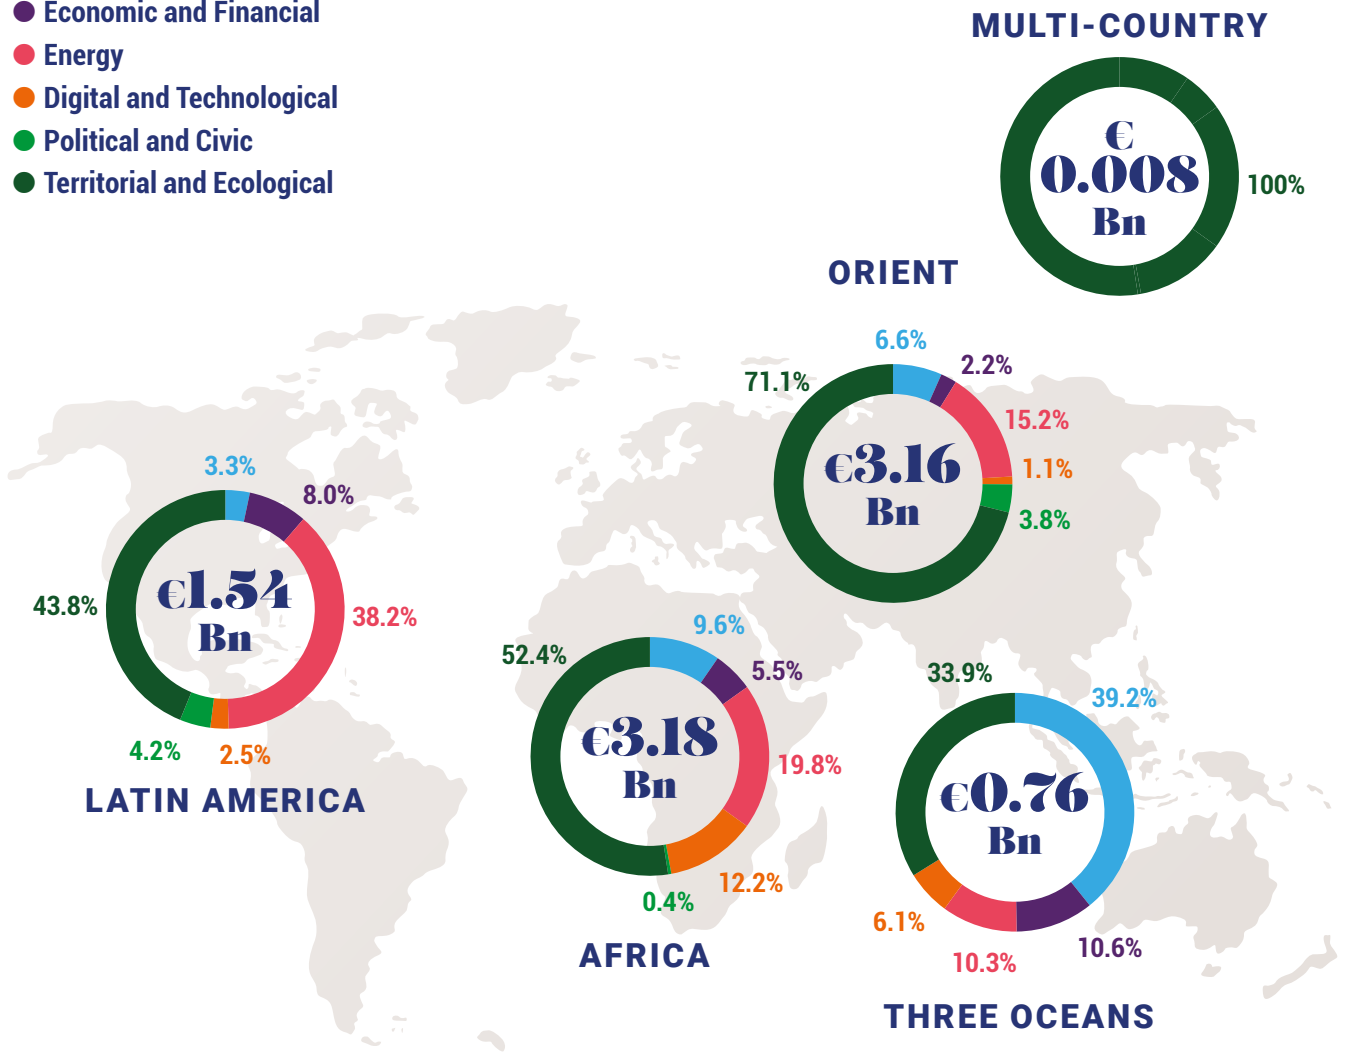 Economic and Financial
Energy
Digital and Technological
Political and Civic
Territorial and Ecological
MULTI-COUNTRY
€
0.008
Bn
100%
ORIENT
6.6%
2.2%
71.1%
15.2%
1.1%
3.8%
€3.16
Bn
3.3%
8.0%
43.8%
38.2%
4.2%
2.5%
€1.54
Bn
LATIN AMERICA
9.6%
5.5%
52.4%
19.8%
12.2%
0.4%
€3.18
Bn
AFRICA
33.9%
39.2%
6.1%
10.3%
10.6%
€0.76
Bn
THREE OCEANS